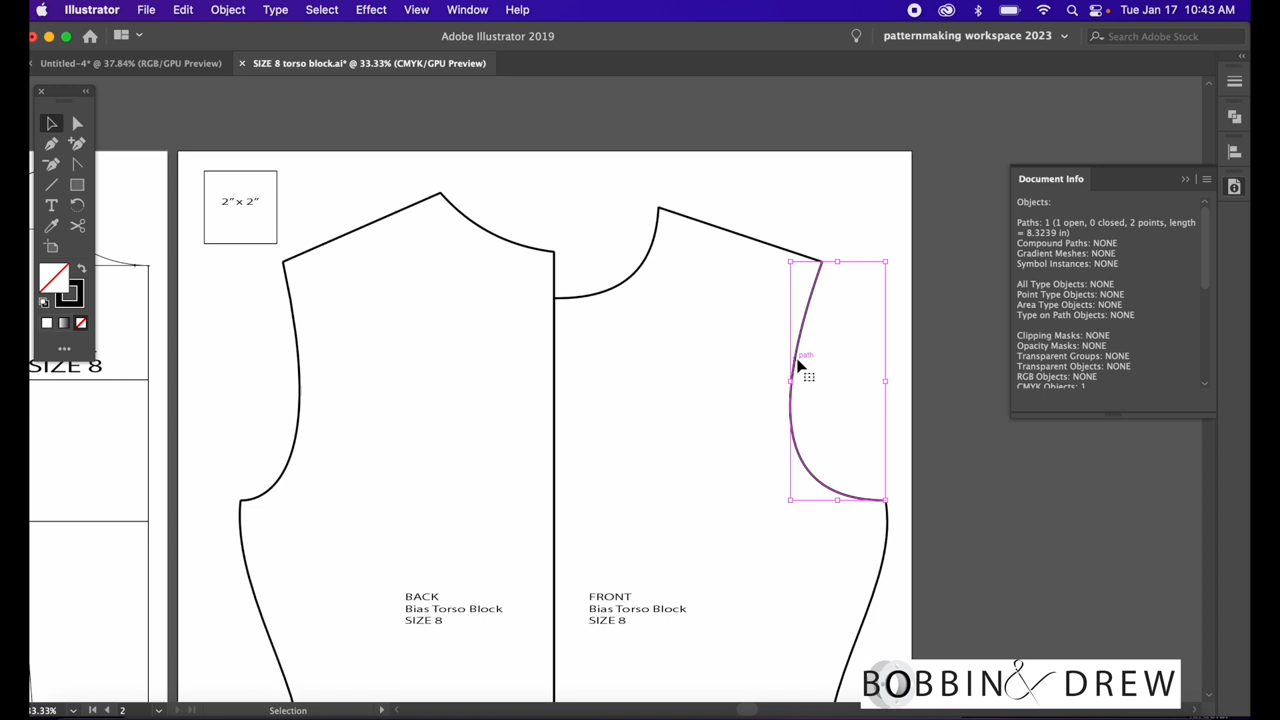 Illustrator File Edit Object Type Select Effect View Window Help Tue Jan 17 10:43 AM
Adobe Illustrator 2019 patternmaking workspace 2023 Search Adobe Stock
Untitled-4* @ 37.84% (RGB/GPU Preview) SIZE 8 torso block.ai* @ 33.33% (CMYK/GPU Preview)
2" x 2"
Document Info
Objects:
Paths: 1 (1 open, 0 closed, 2 points, length
= 8.3239 in)
Compound Paths: NONE
Gradient Meshes: NONE
Symbol Instances: NONE
All Type Objects: NONE
Point Type Objects: NONE
Area Type Objects: NONE
Type on Path Objects: NONE
Clipping Masks: NONE
Opacity Masks: NONE
Transparent Groups: NONE
Transparent Objects: NONE
RGB Objects: NONE
CMYK Objects: 1
path
SIZE 8
BACK
Bias Torso Block
SIZE 8
FRONT
Bias Torso Block
SIZE 8
BOBBIN & DREW
33.33% 2 Selection